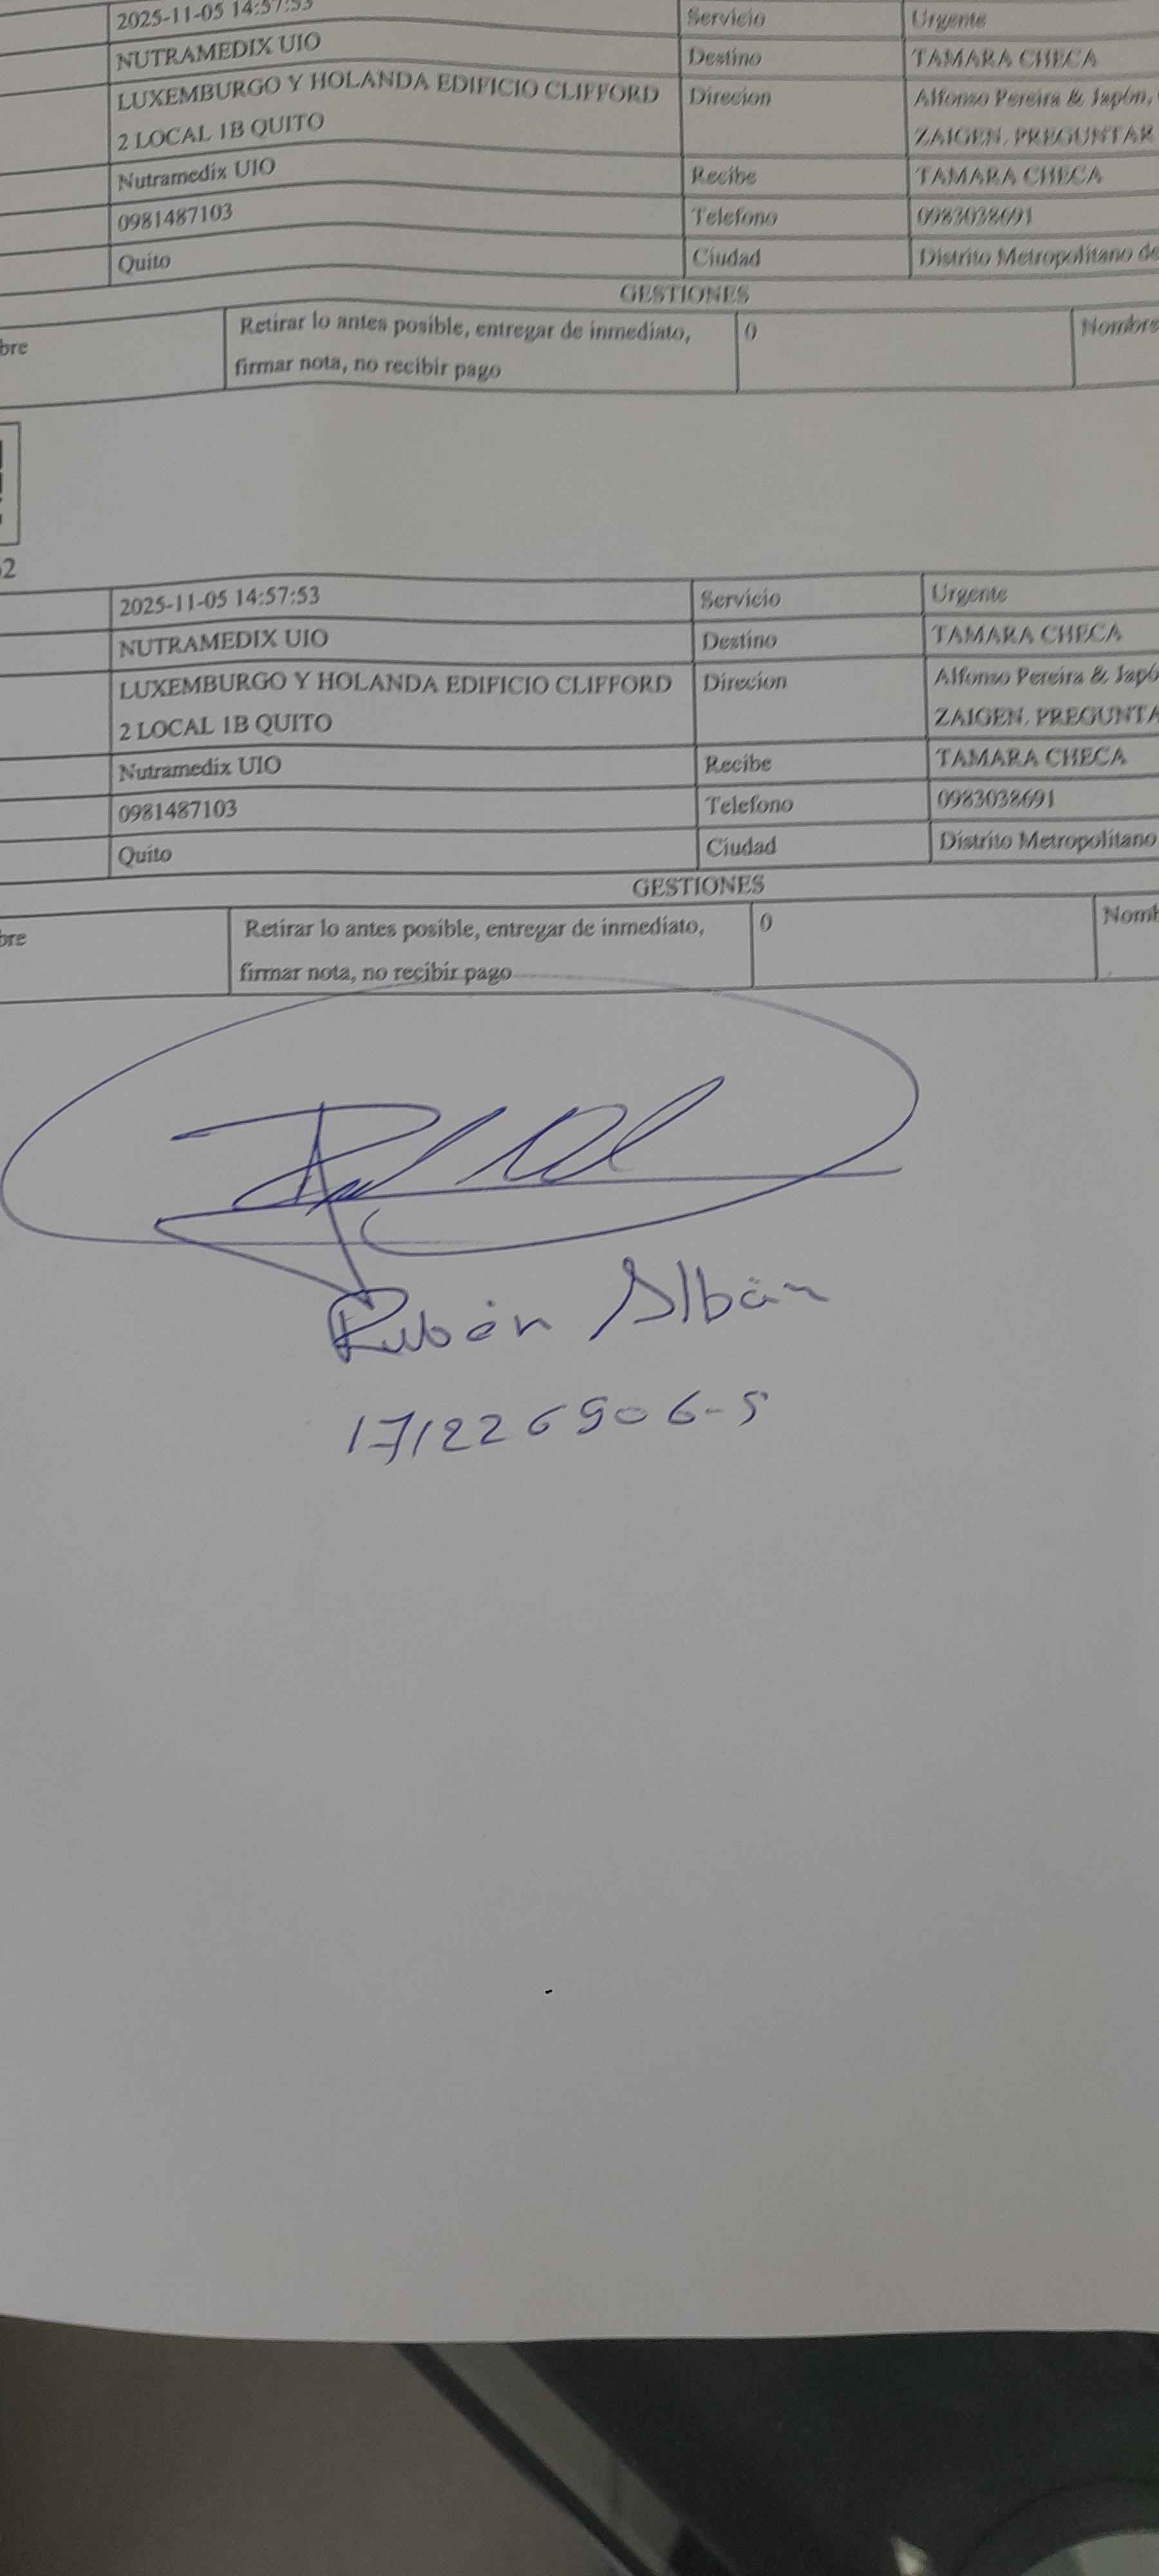 2025-11-05 14:57:53 Servicio Urgente
NUTRAMEDIX UIO Destino TAMARA CHECA
LUXEMBURGO Y HOLANDA EDIFICIO CLIFFORD Direcion Alfonso Pereira & Japón,
2 LOCAL 1B QUITO ZAIGEN. PREGUNTAR
Nutramedix UIO Recibe TAMARA CHECA
0981487103 Telefono 0983038691
Quito Ciudad Distrito Metropolitano de
GESTIONES
bre Retirar lo antes posible, entregar de inmediato, 0 Nombre
firmar nota, no recibir pago
62
2025-11-05 14:57:53 Servicio Urgente
NUTRAMEDIX UIO Destino TAMARA CHECA
LUXEMBURGO Y HOLANDA EDIFICIO CLIFFORD Direcion Alfonso Pereira & Japó
2 LOCAL 1B QUITO ZAIGEN. PREGUNTA
Nutramedix UIO Recibe TAMARA CHECA
0981487103 Telefono 0983038691
Quito Ciudad Distrito Metropolitano
GESTIONES
bre Retirar lo antes posible, entregar de inmediato, 0 Nomb
firmar nota, no recibir pago
Rubén Albán
171226906-5